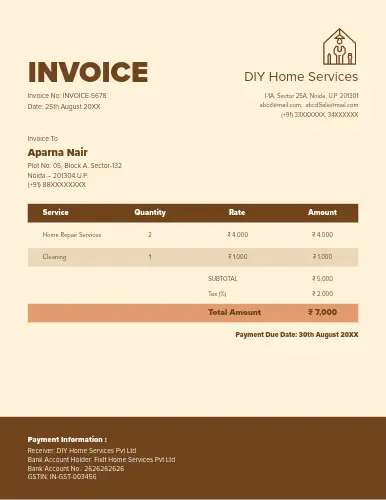 INVOICE
DIY Home Services
Invoice No: INVOICE-5678
Date: 25th August 20XX
I-1A, Sector 25A, Noida, U.P. 201301
abcd@mail.com, abcdSale@mail.com
(+91) 33XXXXXX, 34XXXXXX
Invoice To
Aparna Nair
Plot No. 05, Block A, Sector-132
Noida – 201304 U.P.
(+91) 88XXXXXXXX
Service Quantity Rate Amount
Home Repair Services 2 ₹ 4,000 ₹ 4,000
Cleaning 1 ₹ 1,000 ₹ 1,000
SUBTOTAL ₹ 5,000
Tax (%) ₹ 2,000
Total Amount ₹ 7,000
Payment Due Date: 30th August 20XX
Payment Information :
Receiver: DIY Home Services Pvt Ltd
Bank Account Holder: FixIt Home Services Pvt Ltd
Bank Account No.: 2626262626
GSTIN: IN-GST-003456